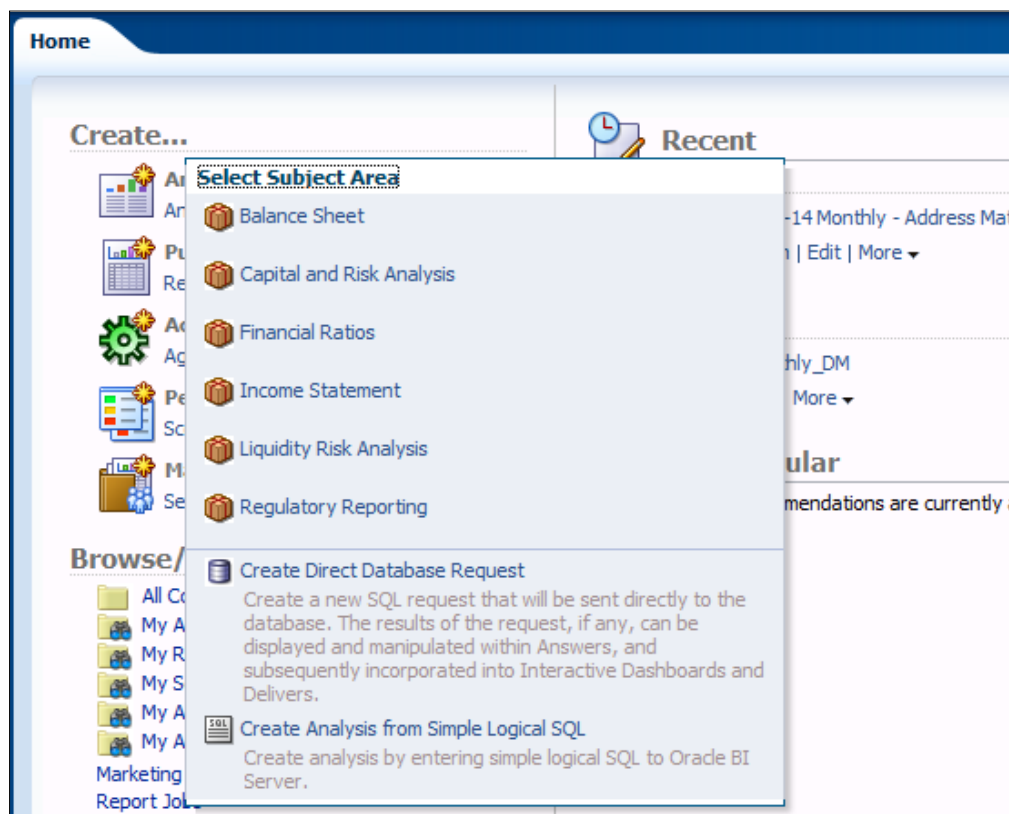 Home
Create...
Recent
Select Subject Area
Balance Sheet
Capital and Risk Analysis
Financial Ratios
Income Statement
Liquidity Risk Analysis
Regulatory Reporting
Create Direct Database Request
Create a new SQL request that will be sent directly to the
database. The results of the request, if any, can be
displayed and manipulated within Answers, and
subsequently incorporated into Interactive Dashboards and
Delivers.
SQL
Create Analysis from Simple Logical SQL
Create analysis by entering simple logical SQL to Oracle BI
Server.
-14 Monthly - Address Mat
| Edit | More
hly_DM
More
ular
mendations are currently
Browse/
All Co
My A
My R
My S
My A
My A
Marketing
Report Jobs